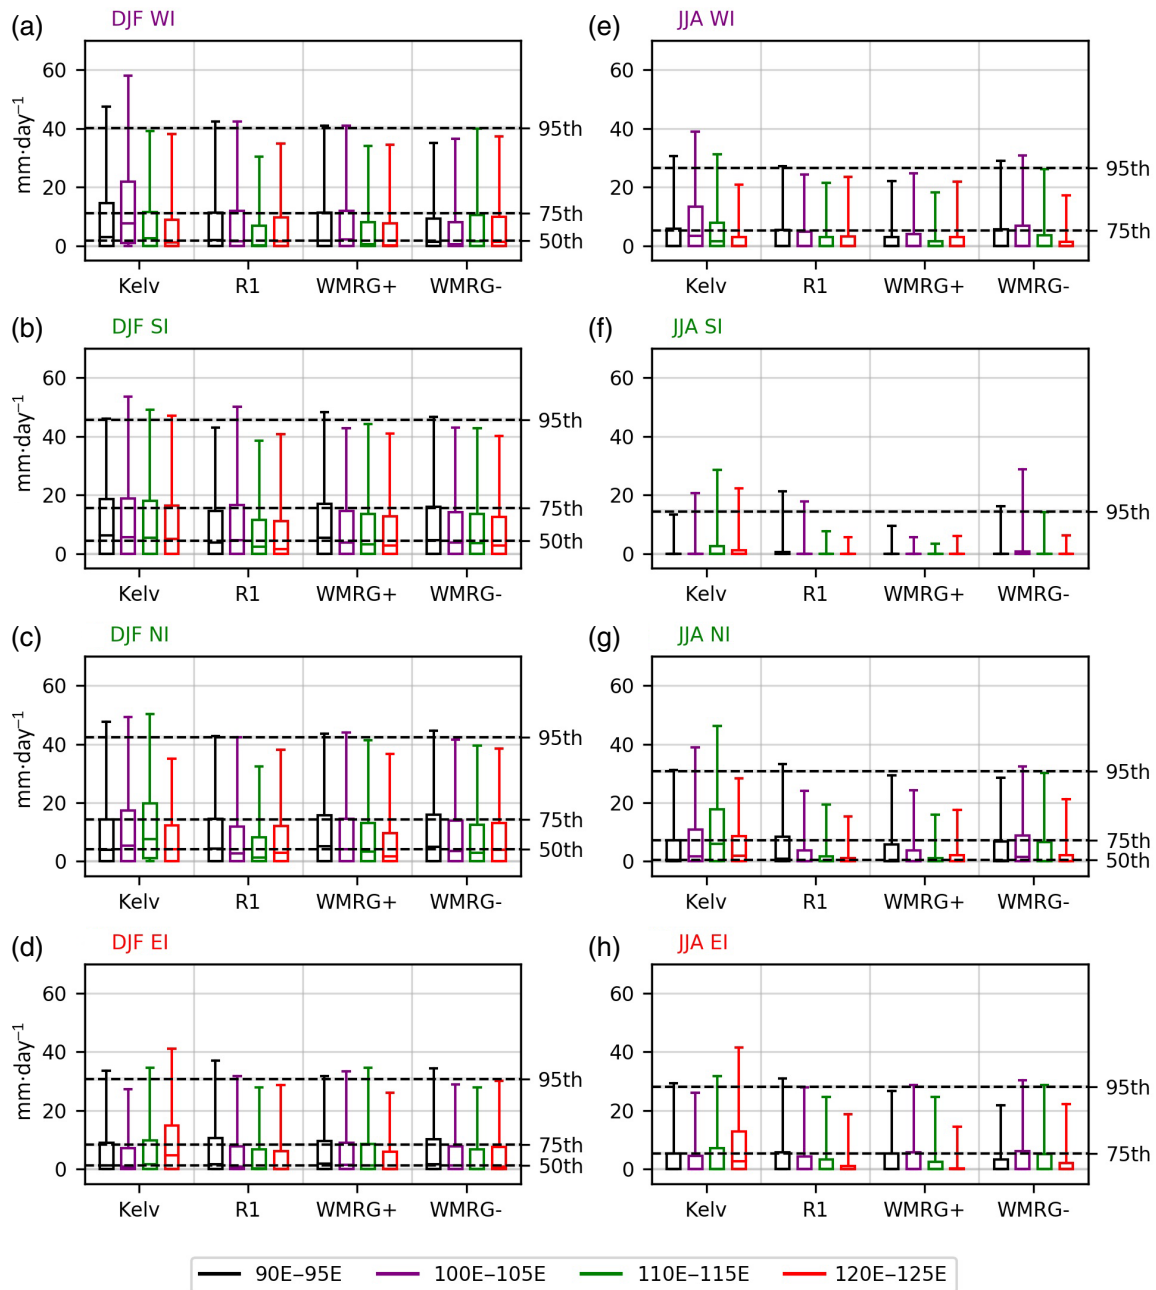 (a) DJF WI
mm·day⁻¹
60
40
20
0
95th
75th
50th
Kelv R1 WMRG+ WMRG-
(e) JJA WI
60
40
20
0
95th
75th
Kelv R1 WMRG+ WMRG-
(b) DJF SI
mm·day⁻¹
60
40
20
0
95th
75th
50th
Kelv R1 WMRG+ WMRG-
(f) JJA SI
60
40
20
0
95th
Kelv R1 WMRG+ WMRG-
(c) DJF NI
mm·day⁻¹
60
40
20
0
95th
75th
50th
Kelv R1 WMRG+ WMRG-
(g) JJA NI
60
40
20
0
95th
75th
50th
Kelv R1 WMRG+ WMRG-
(d) DJF EI
mm·day⁻¹
60
40
20
0
95th
75th
50th
Kelv R1 WMRG+ WMRG-
(h) JJA EI
60
40
20
0
95th
75th
Kelv R1 WMRG+ WMRG-
90E–95E 100E–105E 110E–115E 120E–125E